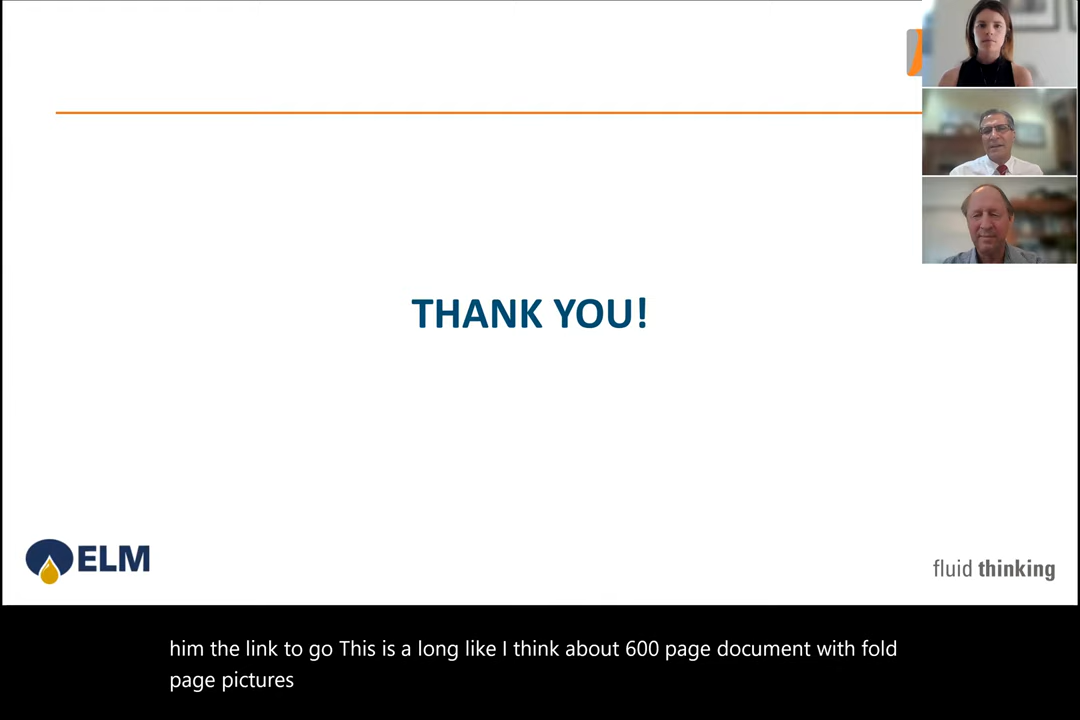 THANK YOU!
ELM
fluid thinking
him the link to go This is a long like I think about 600 page document with fold
page pictures